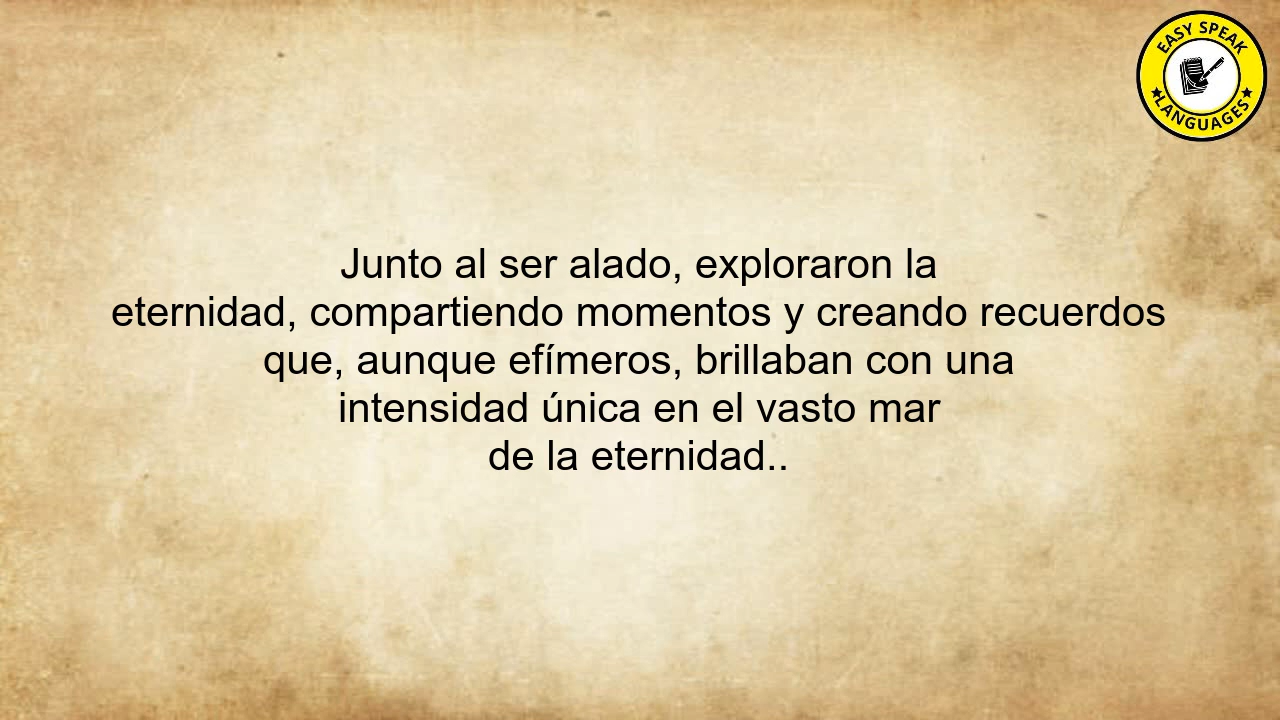 EASY SPEAK
LANGUAGES
Junto al ser alado, exploraron la
eternidad, compartiendo momentos y creando recuerdos
que, aunque efímeros, brillaban con una
intensidad única en el vasto mar
de la eternidad..